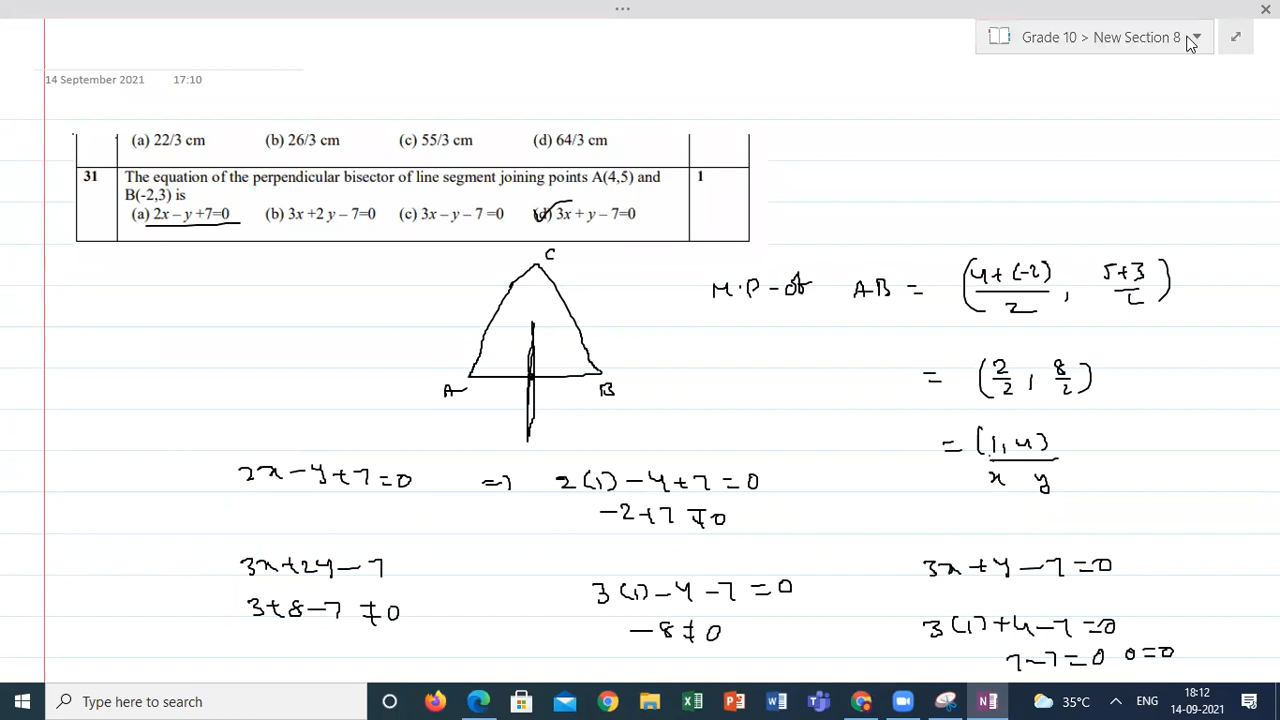 Grade 10 > New Section 8
14 September 2021 17:10
(a) 22/3 cm (b) 26/3 cm (c) 55/3 cm (d) 64/3 cm
31 The equation of the perpendicular bisector of line segment joining points A(4,5) and 1
B(-2,3) is
(a) 2x – y +7=0 (b) 3x +2 y – 7=0 (c) 3x – y – 7 =0 (d) 3x + y – 7=0
C
M.P-of AB = (4+(-2)/2, 5+3/2)
A B
= (2/2, 8/2)
= (1,4)
x y
2x-y+7=0 => 2(1)-4+7=0
-2+7≠0
3x+2y-7
3+8-7≠0
3(1)-4-7=0
-8≠0
3x+y-7=0
3(1)+4-7=0
7-7=0 0=0
Type here to search
35°C ENG 18:12
14-09-2021